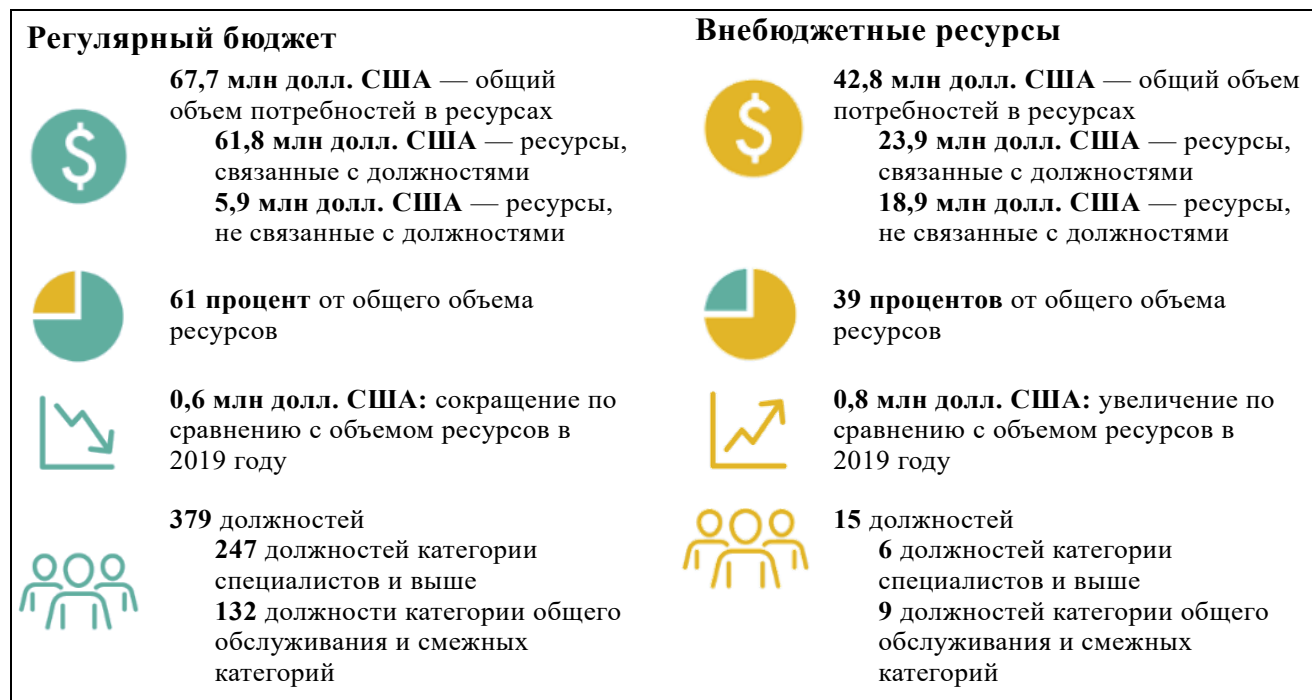 Регулярный бюджет
67,7 млн долл. США — общий
объем потребностей в ресурсах
61,8 млн долл. США — ресурсы,
связанные с должностями
5,9 млн долл. США — ресурсы,
не связанные с должностями
61 процент от общего объема
ресурсов
0,6 млн долл. США: сокращение по
сравнению с объемом ресурсов в
2019 году
379 должностей
247 должностей категории
специалистов и выше
132 должности категории общего
обслуживания и смежных
категорий
Внебюджетные ресурсы
42,8 млн долл. США — общий объем
потребностей в ресурсах
23,9 млн долл. США — ресурсы,
связанные с должностями
18,9 млн долл. США — ресурсы,
не связанные с должностями
39 процентов от общего объема
ресурсов
0,8 млн долл. США: увеличение по
сравнению с объемом ресурсов в
2019 году
15 должностей
6 должностей категории
специалистов и выше
9 должностей категории общего
обслуживания и смежных
категорий